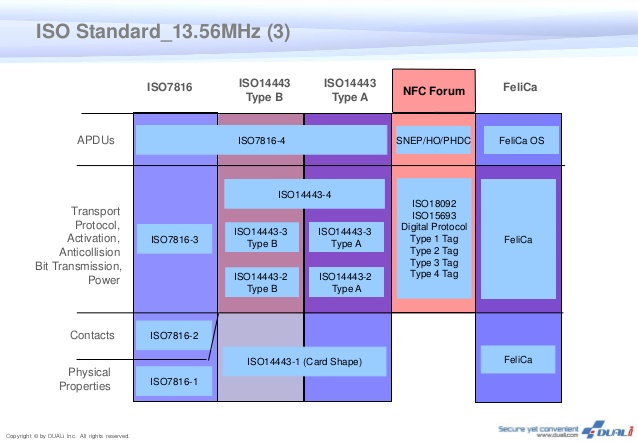 ISO Standard_13.56MHz (3)
ISO7816
ISO14443
Type B
ISO14443
Type A
NFC Forum
FeliCa
APDUs
ISO7816-4
SNEP/HO/PHDC
FeliCa OS
Transport
Protocol,
Activation,
Anticollision
Bit Transmission,
Power
ISO7816-3
ISO14443-4
ISO14443-3
Type B
ISO14443-3
Type A
ISO14443-2
Type B
ISO14443-2
Type A
ISO18092
ISO15693
Digital Protocol
Type 1 Tag
Type 2 Tag
Type 3 Tag
Type 4 Tag
FeliCa
Contacts
ISO7816-2
Physical
Properties
ISO7816-1
ISO14443-1 (Card Shape)
FeliCa
Copyright © by DUALi Inc. All rights reserved.
Secure yet convenient
www.duali.com
DUALi